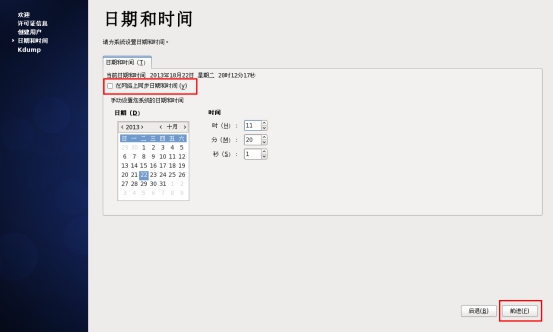 欢迎
许可证信息
创建用户
日期和时间
Kdump
日期和时间
请为系统设置日期和时间。
日期和时间 (T)
当前日期和时间 2013年10月22日 星期二 20时12分17秒
在网络上同步日期和时间 (y)
手动设置您系统的日期和时间
日期 (D)
时间
2013
十月
日 一 二 三 四 五 六
29 30 1 2 3 4 5
6 7 8 9 10 11 12
13 14 15 16 17 18 19
20 21 22 23 24 25 26
27 28 29 30 31 1 2
3 4 5 6 7 8 9
时 (H) : 11
分 (M) : 20
秒 (S) : 1
后退(B)
前进(F)